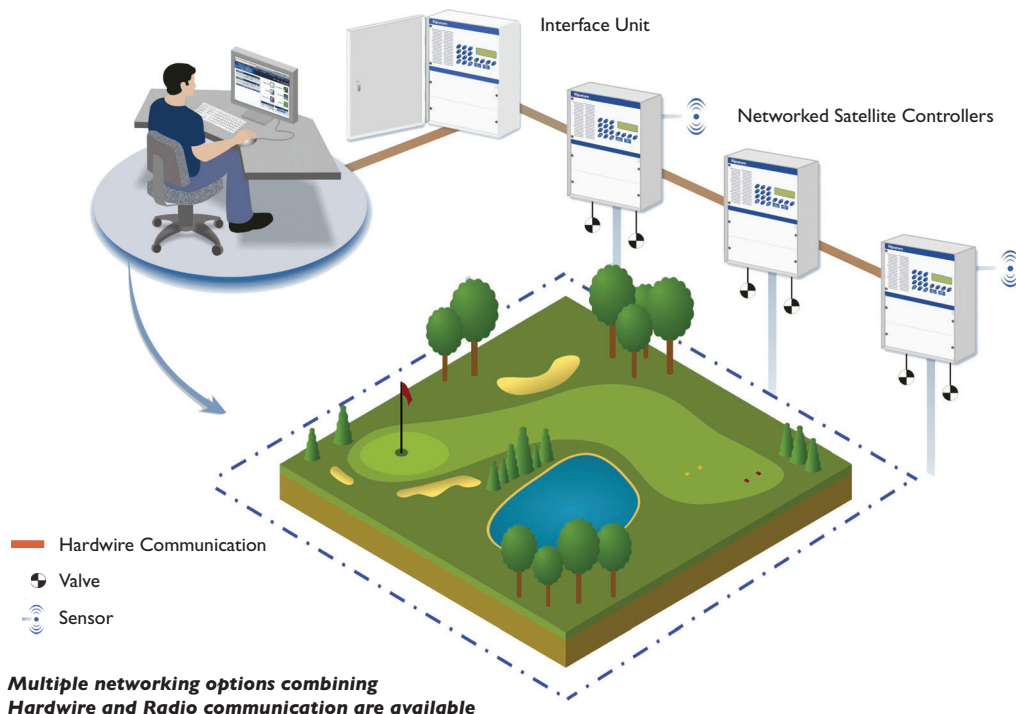 Interface Unit
Networked Satellite Controllers
Hardwire Communication
Valve
Sensor
Multiple networking options combining
Hardwire and Radio communication are available